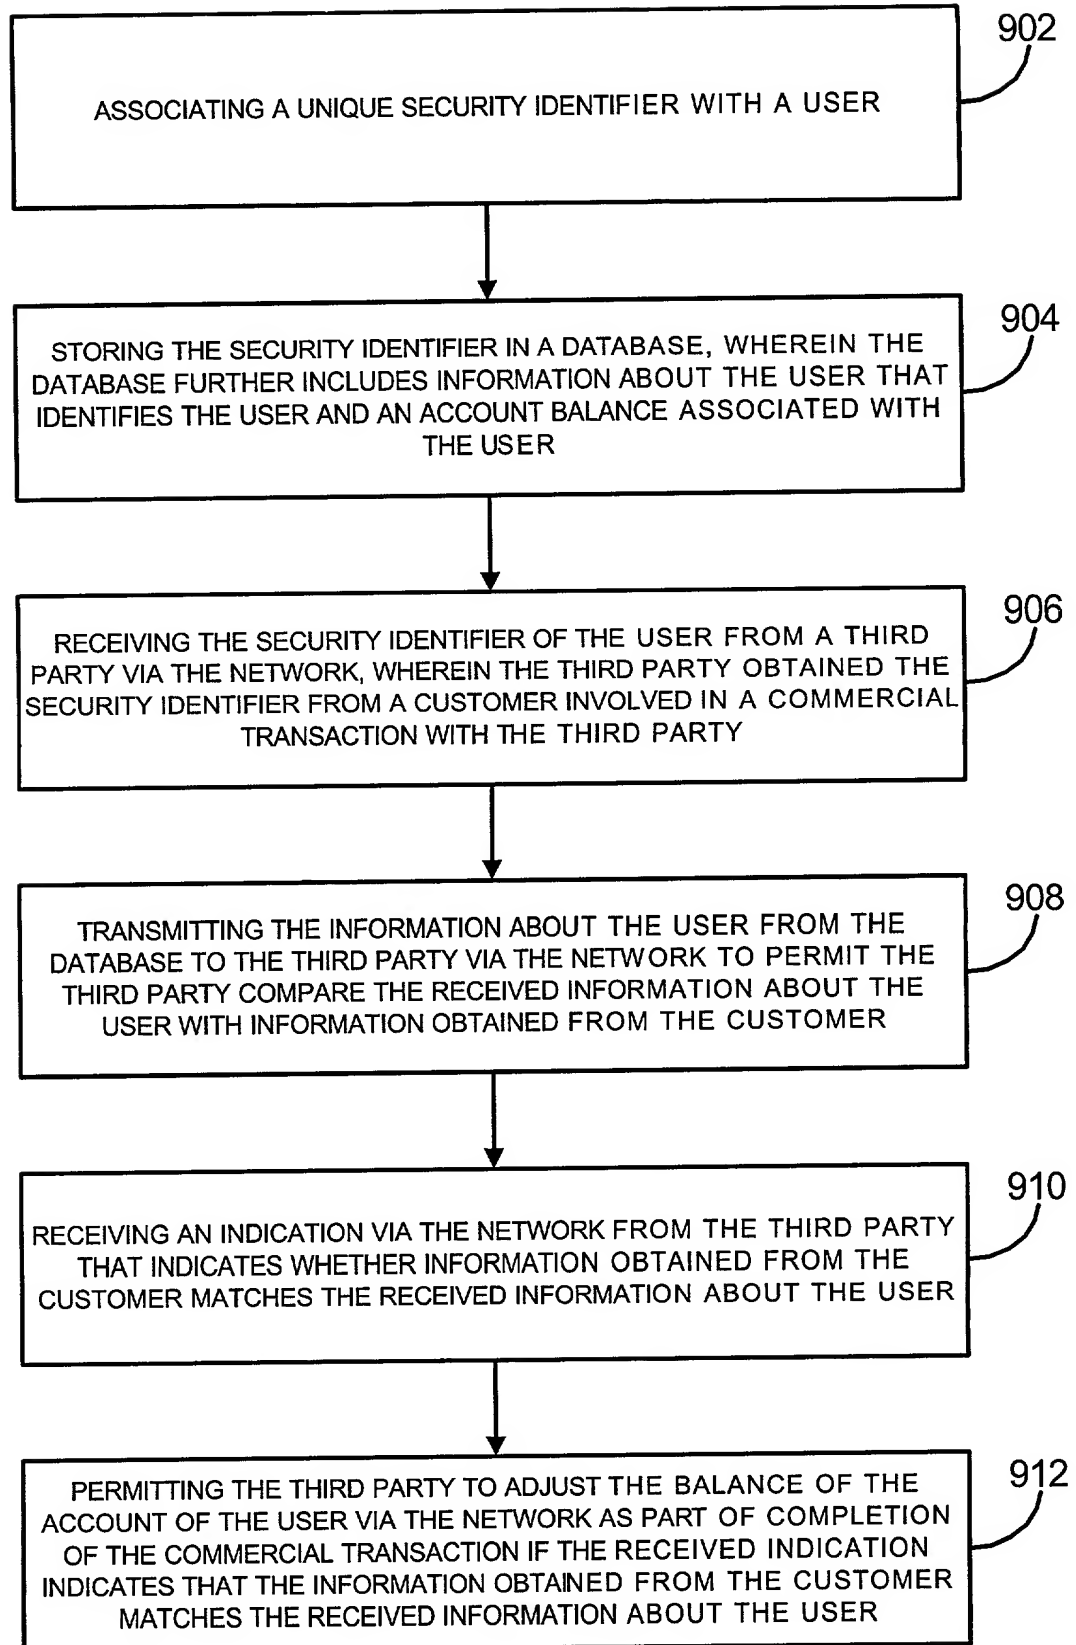 902
ASSOCIATING A UNIQUE SECURITY IDENTIFIER WITH A USER
904
STORING THE SECURITY IDENTIFIER IN A DATABASE, WHEREIN THE
DATABASE FURTHER INCLUDES INFORMATION ABOUT THE USER THAT
IDENTIFIES THE USER AND AN ACCOUNT BALANCE ASSOCIATED WITH
THE USER
906
RECEIVING THE SECURITY IDENTIFIER OF THE USER FROM A THIRD
PARTY VIA THE NETWORK, WHEREIN THE THIRD PARTY OBTAINED THE
SECURITY IDENTIFIER FROM A CUSTOMER INVOLVED IN A COMMERCIAL
TRANSACTION WITH THE THIRD PARTY
908
TRANSMITTING THE INFORMATION ABOUT THE USER FROM THE
DATABASE TO THE THIRD PARTY VIA THE NETWORK TO PERMIT THE
THIRD PARTY COMPARE THE RECEIVED INFORMATION ABOUT THE
USER WITH INFORMATION OBTAINED FROM THE CUSTOMER
910
RECEIVING AN INDICATION VIA THE NETWORK FROM THE THIRD PARTY
THAT INDICATES WHETHER INFORMATION OBTAINED FROM THE
CUSTOMER MATCHES THE RECEIVED INFORMATION ABOUT THE USER
912
PERMITTING THE THIRD PARTY TO ADJUST THE BALANCE OF THE
ACCOUNT OF THE USER VIA THE NETWORK AS PART OF COMPLETION
OF THE COMMERCIAL TRANSACTION IF THE RECEIVED INDICATION
INDICATES THAT THE INFORMATION OBTAINED FROM THE CUSTOMER
MATCHES THE RECEIVED INFORMATION ABOUT THE USER